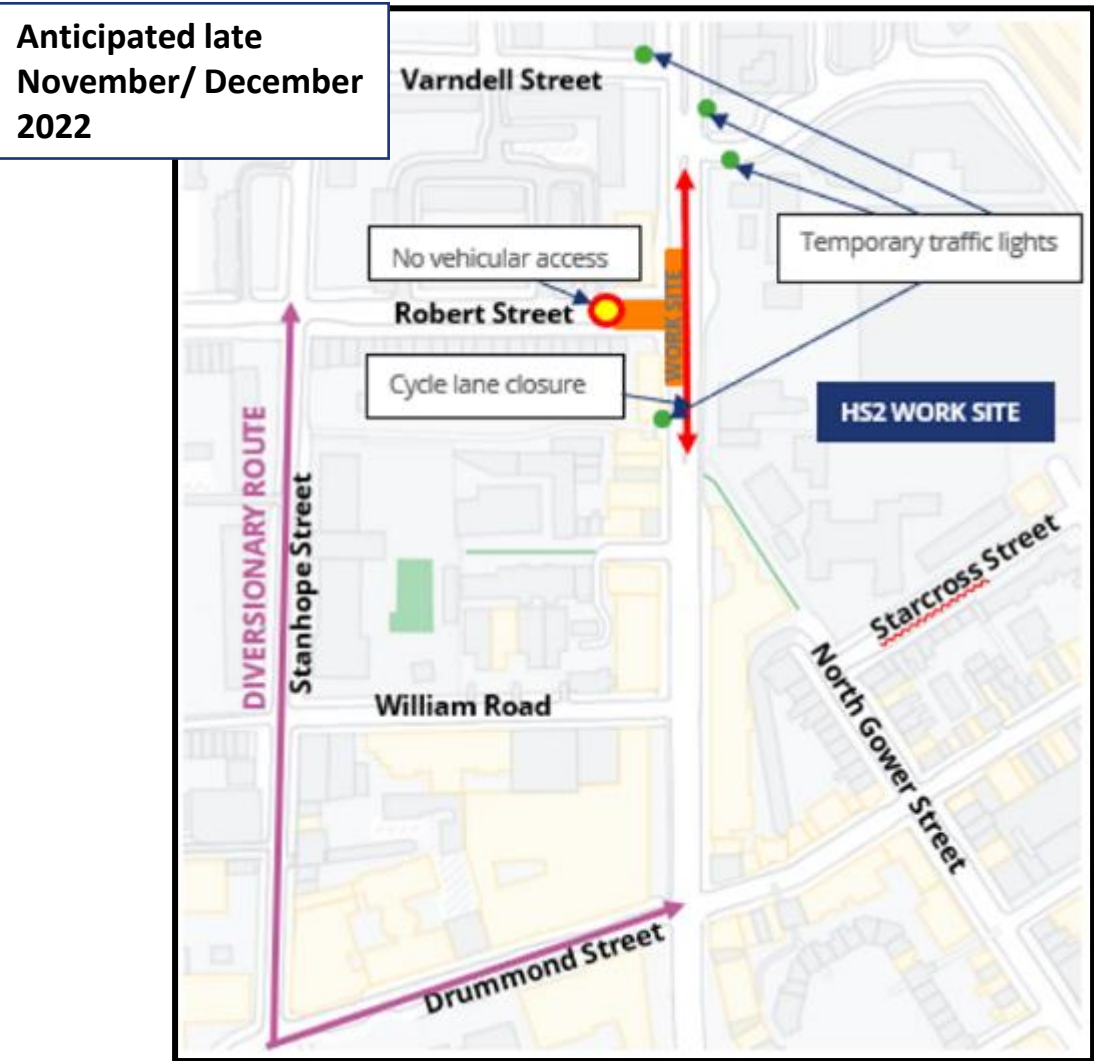 Anticipated late
November/ December
2022
Varndell Street
Temporary traffic lights
No vehicular access
WORK SITE
Robert Street
Cycle lane closure
HS2 WORK SITE
DIVERSIONARY ROUTE
Stanhope Street
Starcross Street
William Road
North Gower Street
Drummond Street